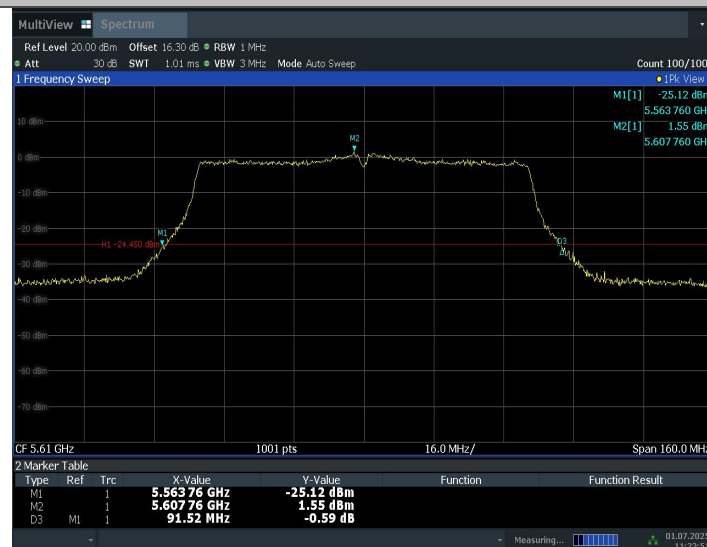 MultiView Spectrum
Ref Level 20.00 dBm Offset 16.30 dB RBW 1 MHz
Att 30 dB SWT 1.01 ms VBW 3 MHz Mode Auto Sweep Count 100/100
1 Frequency Sweep 1Pk View
M1[1] -25.12 dBm
5.563 760 GH
M2[1] 1.55 dBm
5.607 760 GH
10 dBm
M2
0 dBm
-10 dBm
-20 dBm
M1
H1 -24.450 dBm
D3
-30 dBm
-40 dBm
-50 dBm
-60 dBm
-70 dBm
CF 5.61 GHz 1001 pts 16.0 MHz/ Span 160.0 MHz
2 Marker Table
Type Ref Trc X-Value Y-Value Function Function Result
M1 1 5.563 76 GHz -25.12 dBm
M2 1 5.607 76 GHz 1.55 dBm
D3 M1 1 91.52 MHz -0.59 dB
Measuring... 01.07.2025